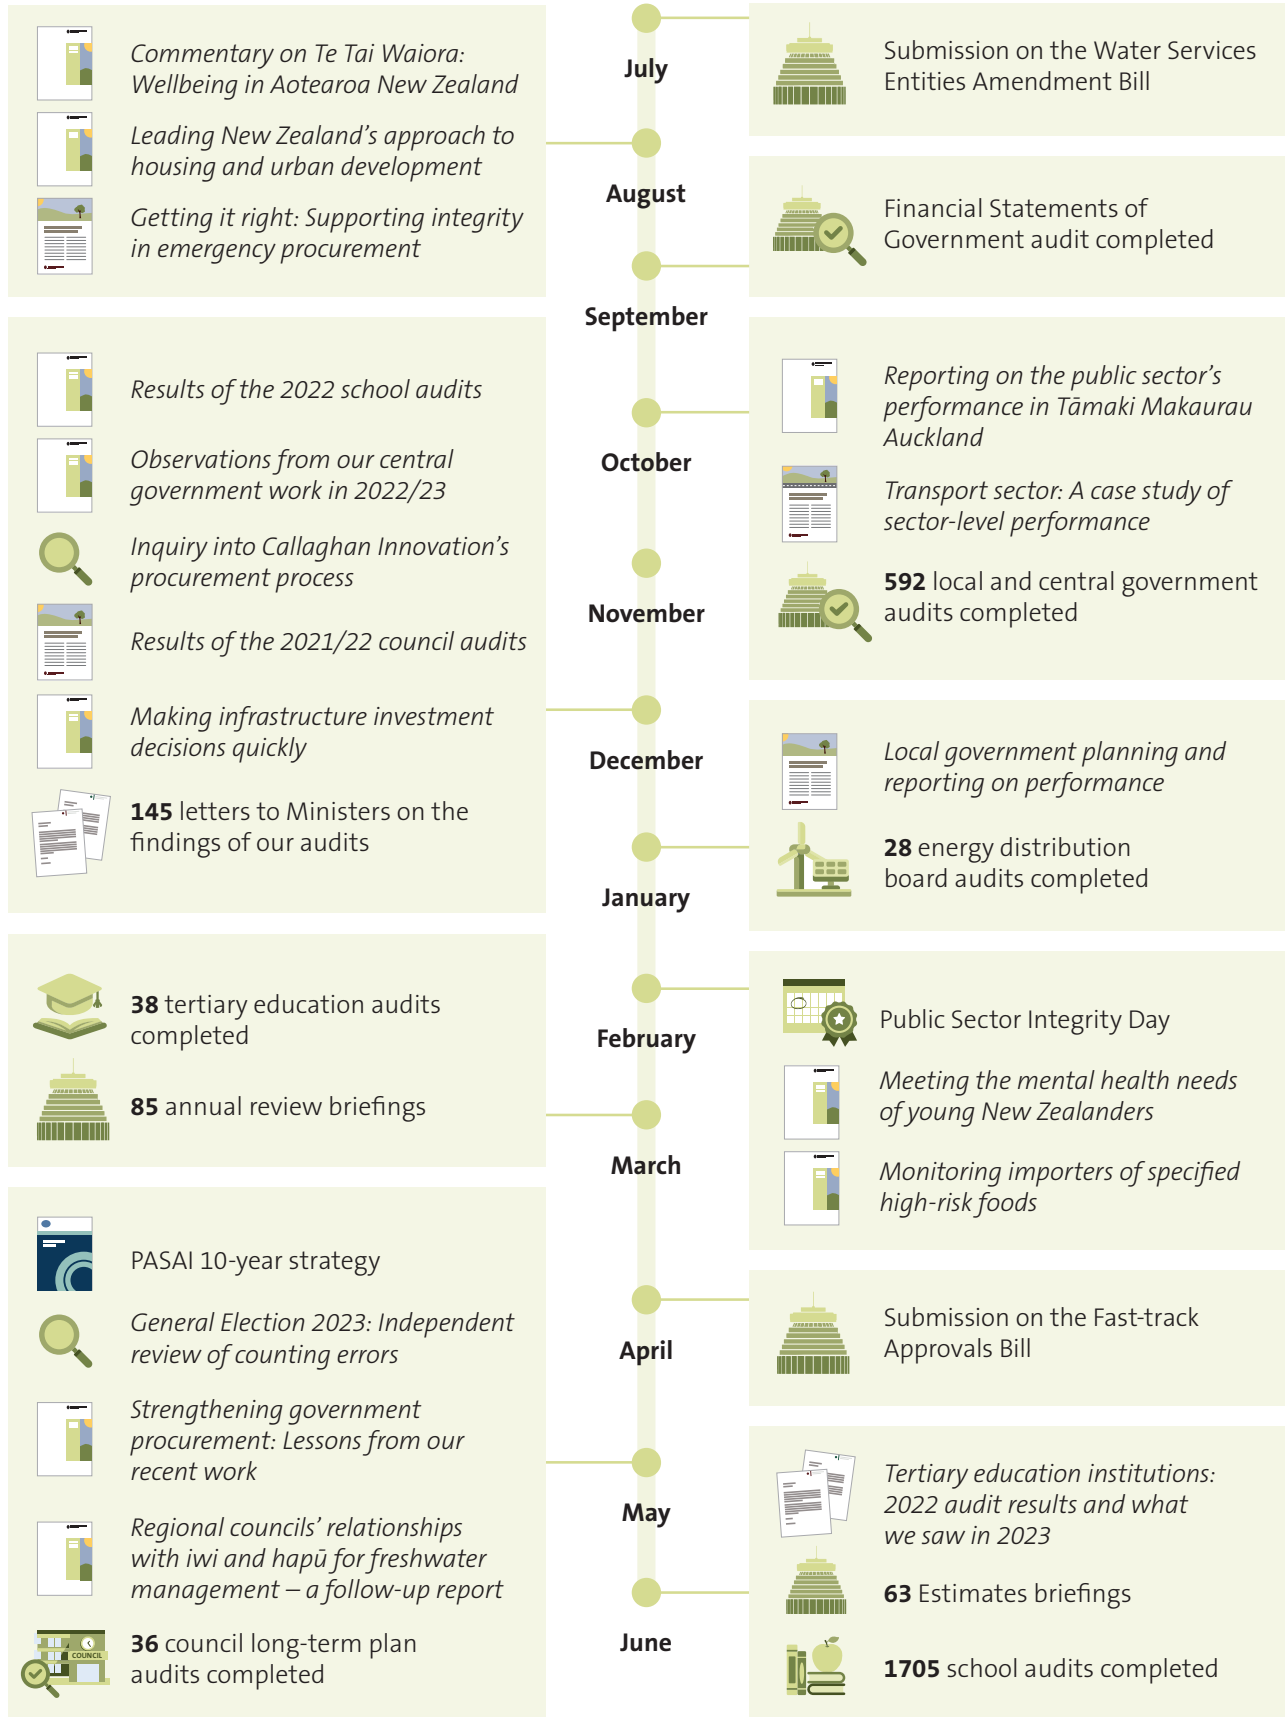 July
Submission on the Water Services
Entities Amendment Bill
Commentary on Te Tai Waiora:
Wellbeing in Aotearoa New Zealand
Leading New Zealand's approach to
housing and urban development
Getting it right: Supporting integrity
in emergency procurement
August
Financial Statements of
Government audit completed
September
Reporting on the public sector's
performance in Tāmaki Makaurau
Auckland
Transport sector: A case study of
sector-level performance
592 local and central government
audits completed
October
November
Results of the 2022 school audits
Observations from our central
government work in 2022/23
Inquiry into Callaghan Innovation's
procurement process
Results of the 2021/22 council audits
Making infrastructure investment
decisions quickly
145 letters to Ministers on the
findings of our audits
December
Local government planning and
reporting on performance
28 energy distribution
board audits completed
January
February
Public Sector Integrity Day
Meeting the mental health needs
of young New Zealanders
Monitoring importers of specified
high-risk foods
38 tertiary education audits
completed
85 annual review briefings
March
April
Submission on the Fast-track
Approvals Bill
PASAI 10-year strategy
General Election 2023: Independent
review of counting errors
Strengthening government
procurement: Lessons from our
recent work
Regional councils' relationships
with iwi and hapū for freshwater
management – a follow-up report
COUNCIL
36 council long-term plan
audits completed
May
Tertiary education institutions:
2022 audit results and what
we saw in 2023
63 Estimates briefings
1705 school audits completed
June